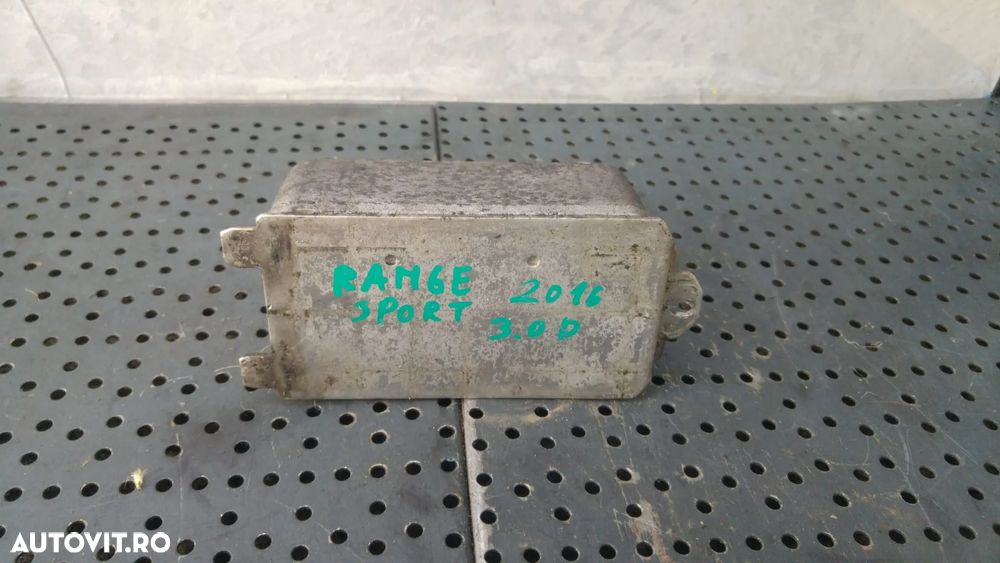 RANGE 2016
SPORT 3.0D
AUTOVIT.RO